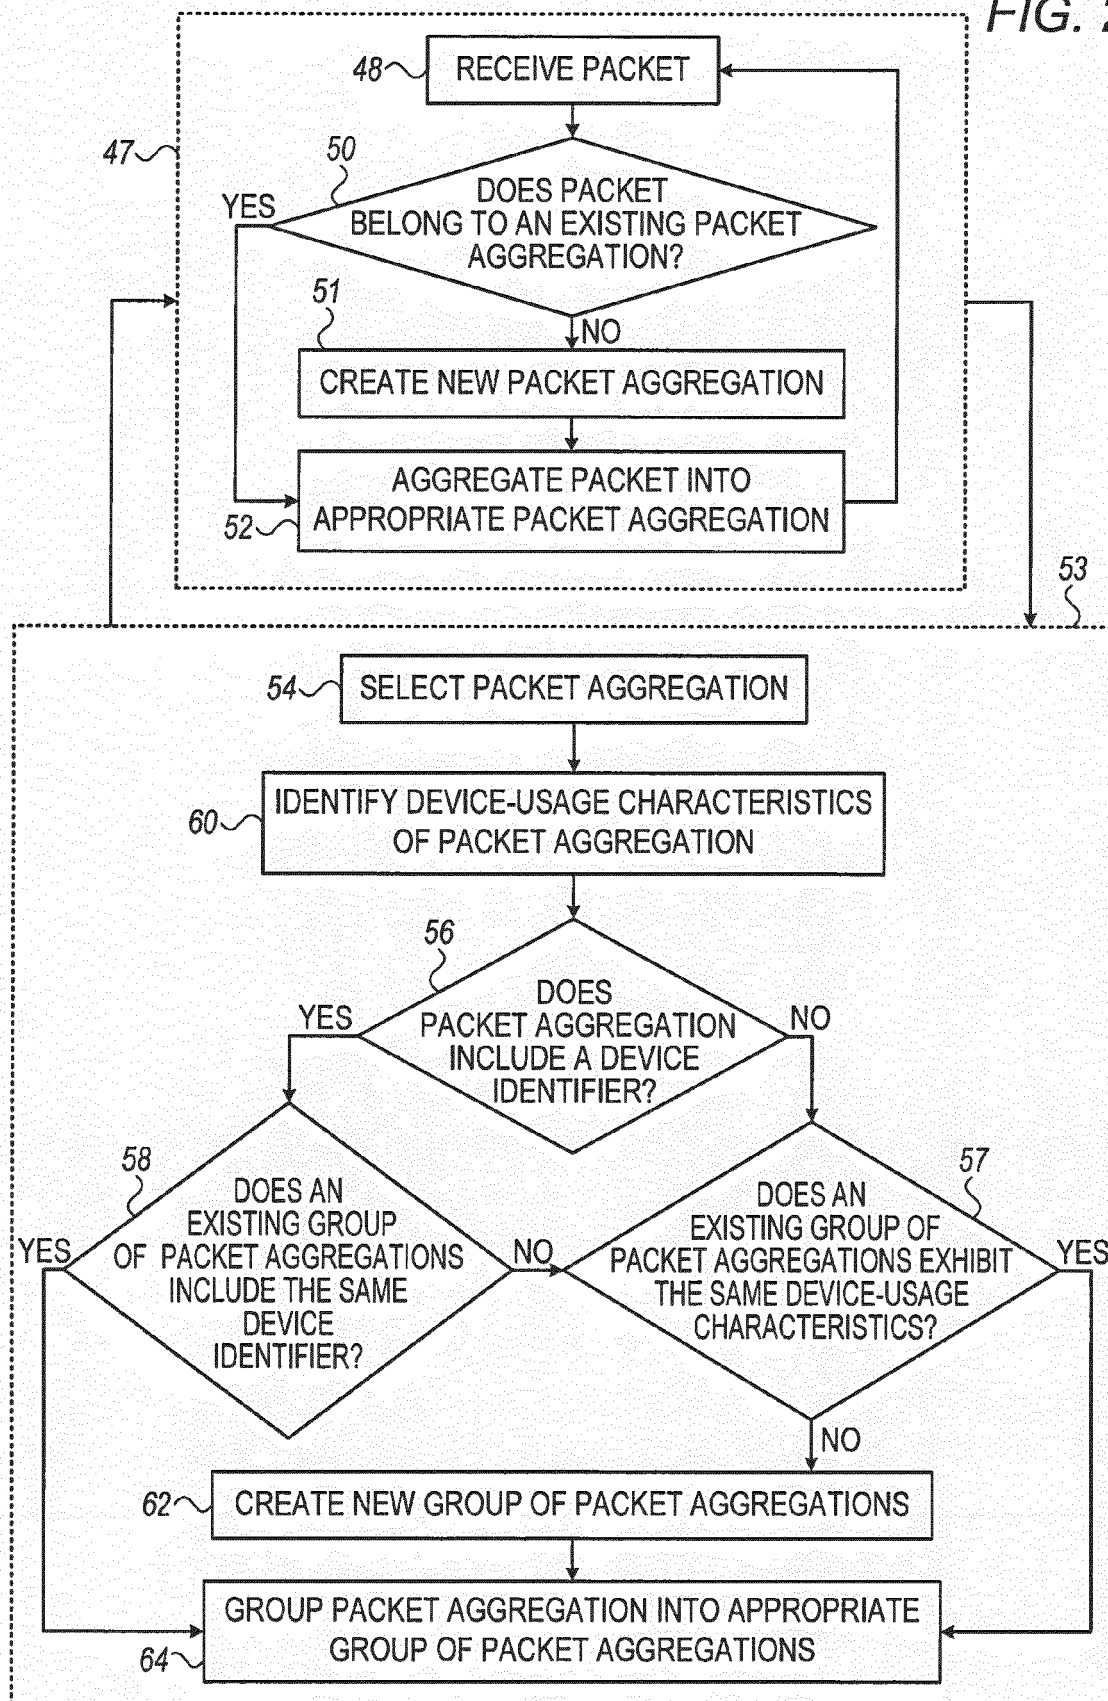 FIG. 2
48
RECEIVE PACKET
47
50
YES
DOES PACKET
BELONG TO AN EXISTING PACKET
AGGREGATION?
51
NO
CREATE NEW PACKET AGGREGATION
AGGREGATE PACKET INTO
APPROPRIATE PACKET AGGREGATION
52
53
54
SELECT PACKET AGGREGATION
60
IDENTIFY DEVICE-USAGE CHARACTERISTICS
OF PACKET AGGREGATION
56
YES
DOES
PACKET AGGREGATION
INCLUDE A DEVICE
IDENTIFIER?
NO
58
YES
DOES AN
EXISTING GROUP
OF PACKET AGGREGATIONS
INCLUDE THE SAME
DEVICE
IDENTIFIER?
NO
57
DOES AN
EXISTING GROUP OF
PACKET AGGREGATIONS EXHIBIT
THE SAME DEVICE-USAGE
CHARACTERISTICS?
YES
NO
62
CREATE NEW GROUP OF PACKET AGGREGATIONS
GROUP PACKET AGGREGATION INTO APPROPRIATE
GROUP OF PACKET AGGREGATIONS
64